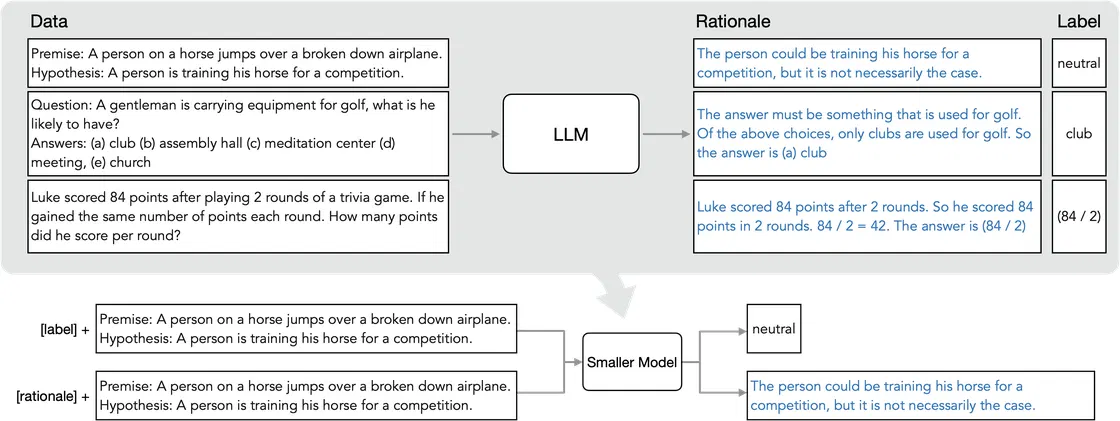 Data
Rationale
Label
Premise: A person on a horse jumps over a broken down airplane.
Hypothesis: A person is training his horse for a competition.
The person could be training his horse for a
competition, but it is not necessarily the case.
neutral
Question: A gentleman is carrying equipment for golf, what is he
likely to have?
Answers: (a) club (b) assembly hall (c) meditation center (d)
meeting, (e) church
LLM
The answer must be something that is used for golf.
Of the above choices, only clubs are used for golf. So
the answer is (a) club
club
Luke scored 84 points after playing 2 rounds of a trivia game. If he
gained the same number of points each round. How many points
did he score per round?
Luke scored 84 points after 2 rounds. So he scored 84
points in 2 rounds. 84 / 2 = 42. The answer is (84 / 2)
(84 / 2)
[label] +
Premise: A person on a horse jumps over a broken down airplane.
Hypothesis: A person is training his horse for a competition.
neutral
Smaller Model
[rationale] +
Premise: A person on a horse jumps over a broken down airplane.
Hypothesis: A person is training his horse for a competition.
The person could be training his horse for a
competition, but it is not necessarily the case.